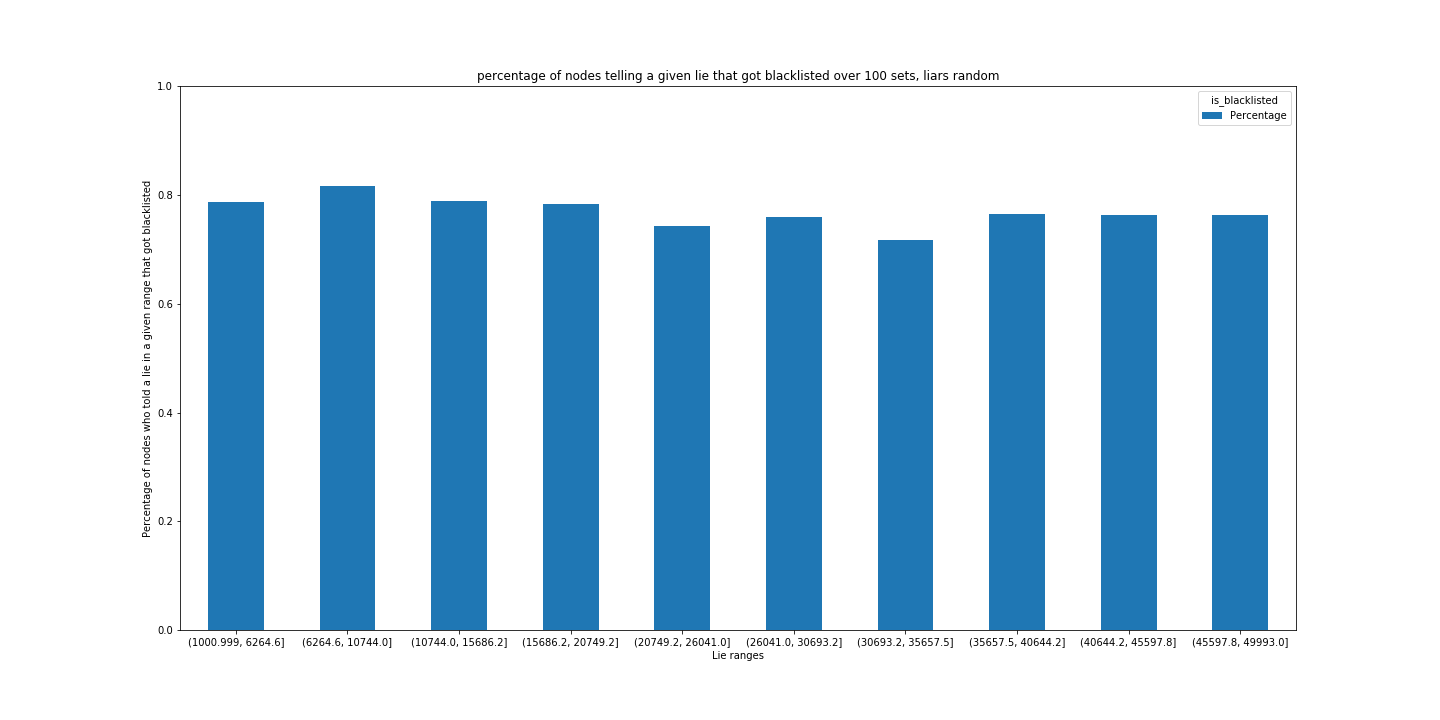 percentage of nodes telling a given lie that got blacklisted over 100 sets, liars random
is_blacklisted
Percentage
Percentage of nodes who told a lie in a given range that got blacklisted
1.0
0.8
0.6
0.4
0.2
0.0
(1000.999, 6264.6] (6264.6, 10744.0] (10744.0, 15686.2] (15686.2, 20749.2] (20749.2, 26041.0] (26041.0, 30693.2] (30693.2, 35657.5] (35657.5, 40644.2] (40644.2, 45597.8] (45597.8, 49993.0]
Lie ranges